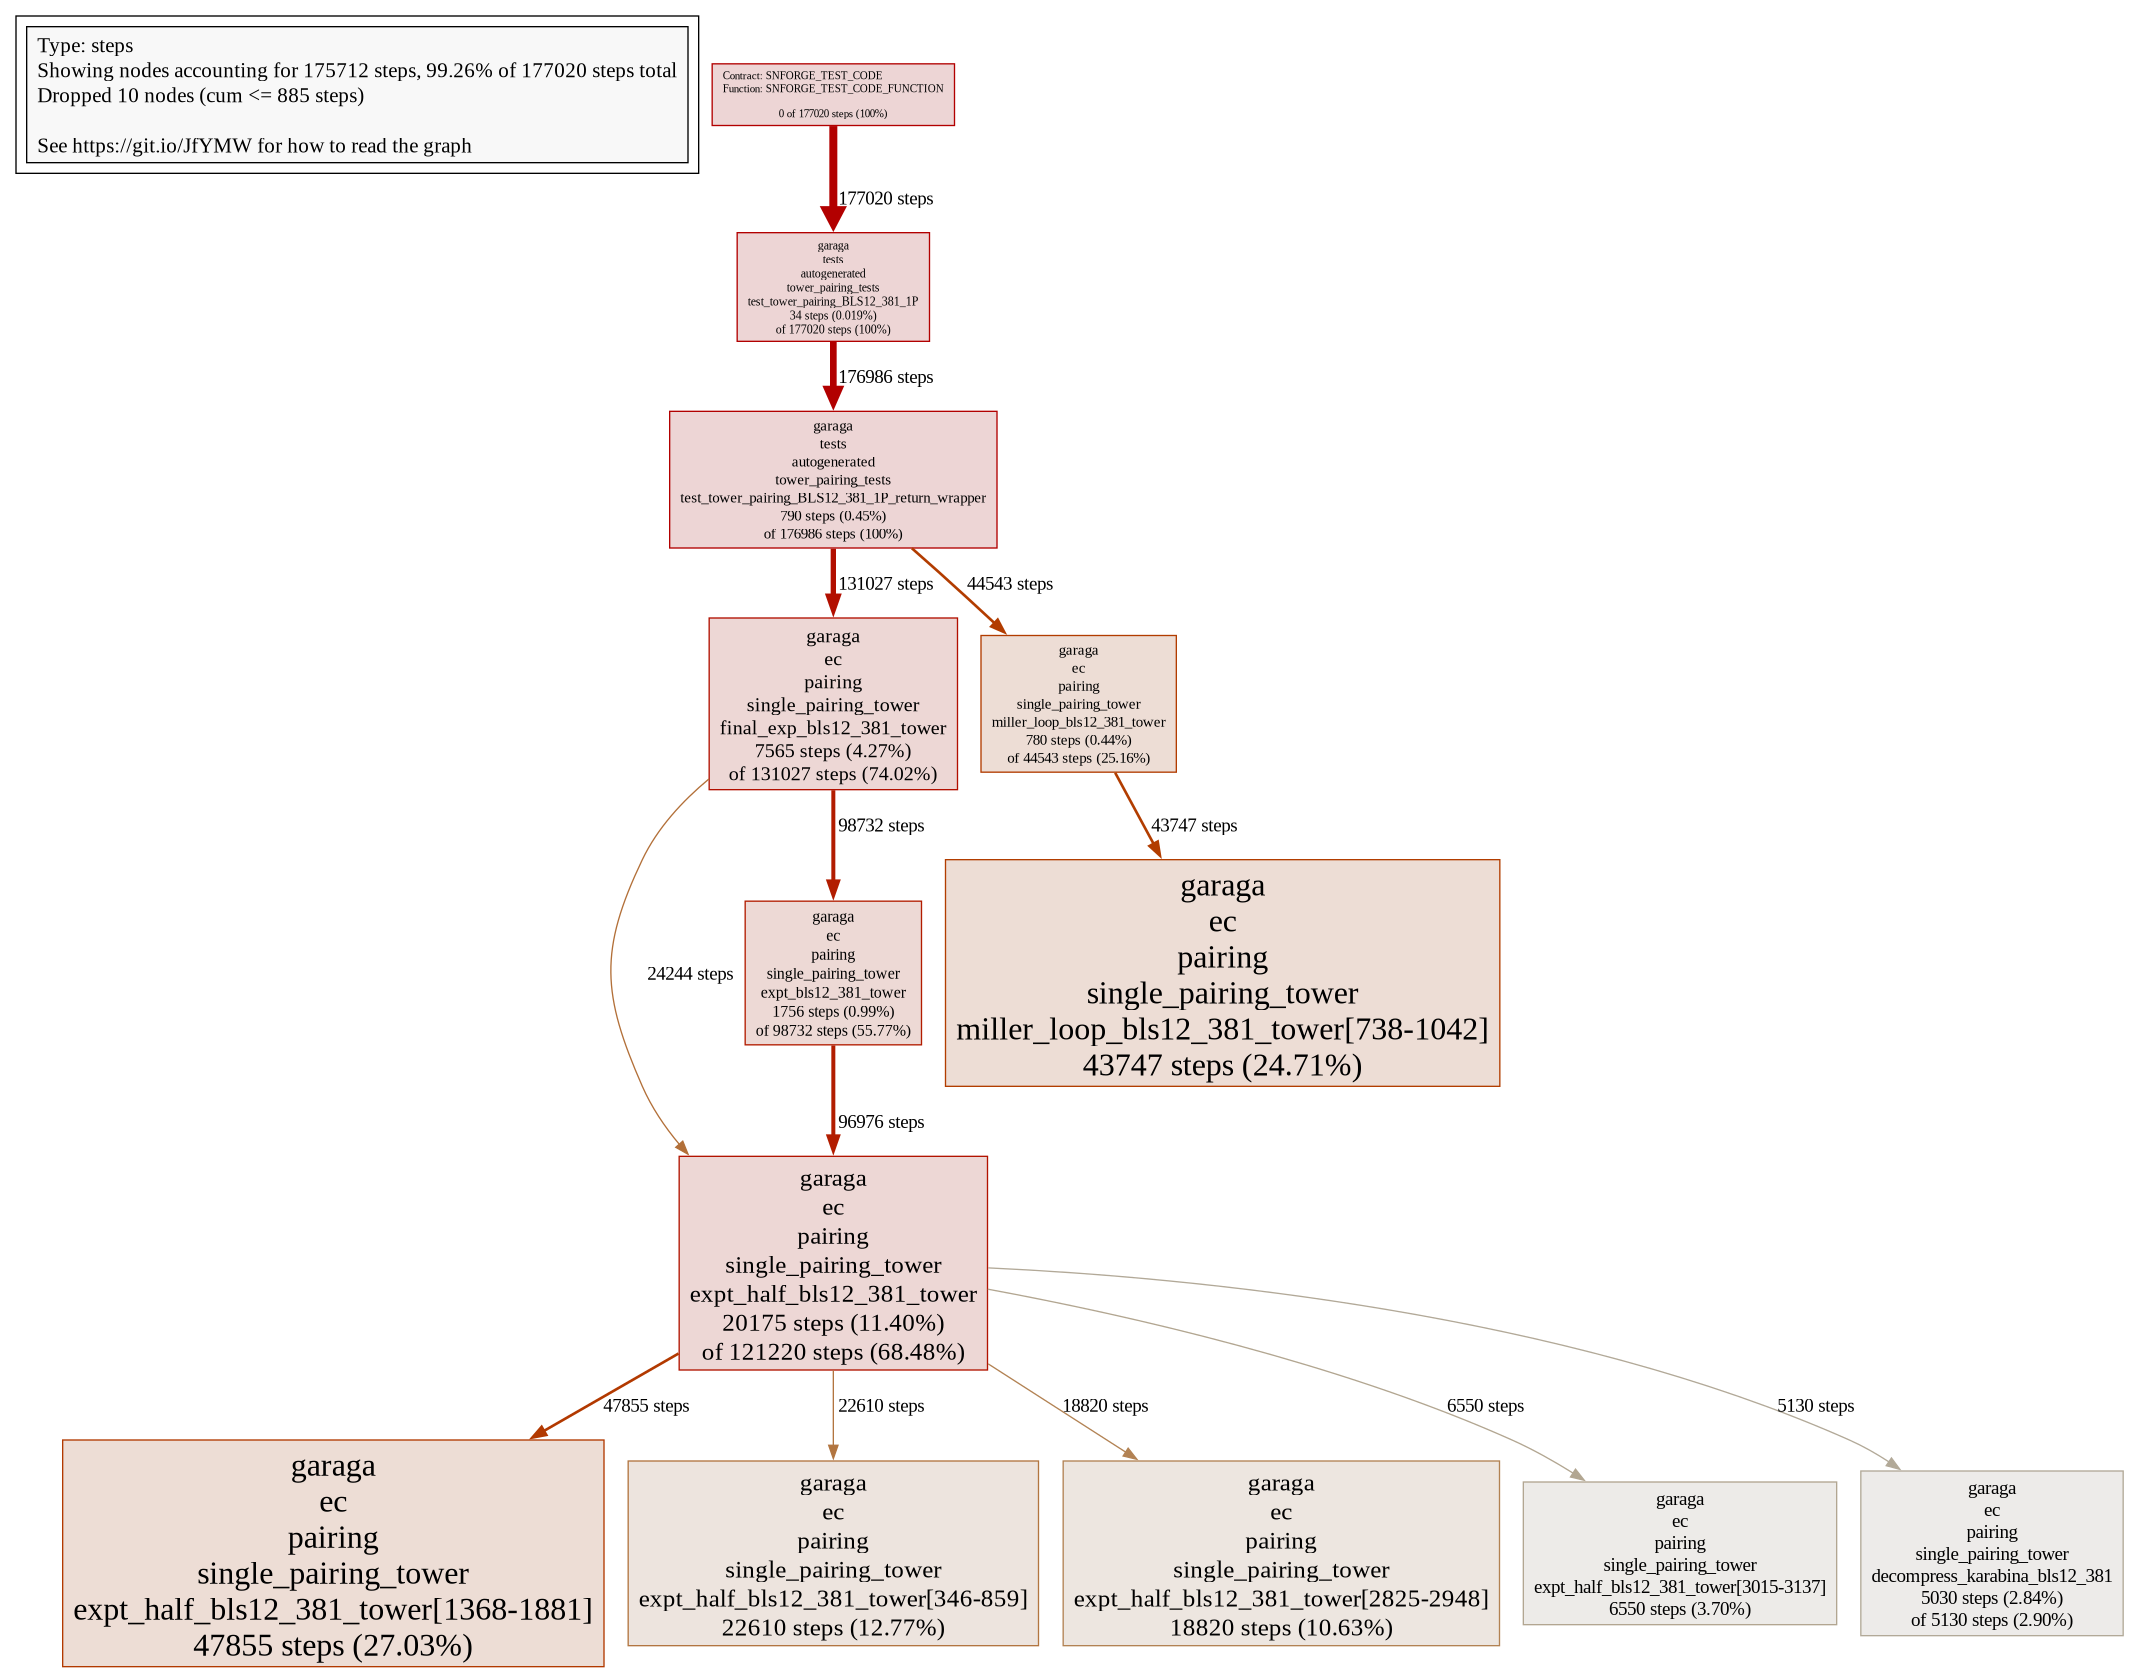 Type: steps
Showing nodes accounting for 175712 steps, 99.26% of 177020 steps total
Dropped 10 nodes (cum <= 885 steps)
See https://git.io/JfYMW for how to read the graph
Contract: SNFORGE_TEST_CODE
Function: SNFORGE_TEST_CODE_FUNCTION
0 of 177020 steps (100%)
177020 steps
garaga
tests
autogenerated
tower_pairing_tests
test_tower_pairing_BLS12_381_1P
34 steps (0.019%)
of 177020 steps (100%)
176986 steps
garaga
tests
autogenerated
tower_pairing_tests
test_tower_pairing_BLS12_381_1P_return_wrapper
790 steps (0.45%)
of 176986 steps (100%)
131027 steps
44543 steps
garaga
ec
pairing
single_pairing_tower
final_exp_bls12_381_tower
7565 steps (4.27%)
of 131027 steps (74.02%)
garaga
ec
pairing
single_pairing_tower
miller_loop_bls12_381_tower
780 steps (0.44%)
of 44543 steps (25.16%)
98732 steps
43747 steps
24244 steps
garaga
ec
pairing
single_pairing_tower
expt_bls12_381_tower
1756 steps (0.99%)
of 98732 steps (55.77%)
garaga
ec
pairing
single_pairing_tower
miller_loop_bls12_381_tower[738-1042]
43747 steps (24.71%)
96976 steps
garaga
ec
pairing
single_pairing_tower
expt_half_bls12_381_tower
20175 steps (11.40%)
of 121220 steps (68.48%)
47855 steps
22610 steps
18820 steps
6550 steps
5130 steps
garaga
ec
pairing
single_pairing_tower
expt_half_bls12_381_tower[1368-1881]
47855 steps (27.03%)
garaga
ec
pairing
single_pairing_tower
expt_half_bls12_381_tower[346-859]
22610 steps (12.77%)
garaga
ec
pairing
single_pairing_tower
expt_half_bls12_381_tower[2825-2948]
18820 steps (10.63%)
garaga
ec
pairing
single_pairing_tower
expt_half_bls12_381_tower[3015-3137]
6550 steps (3.70%)
garaga
ec
pairing
single_pairing_tower
decompress_karabina_bls12_381
5030 steps (2.84%)
of 5130 steps (2.90%)